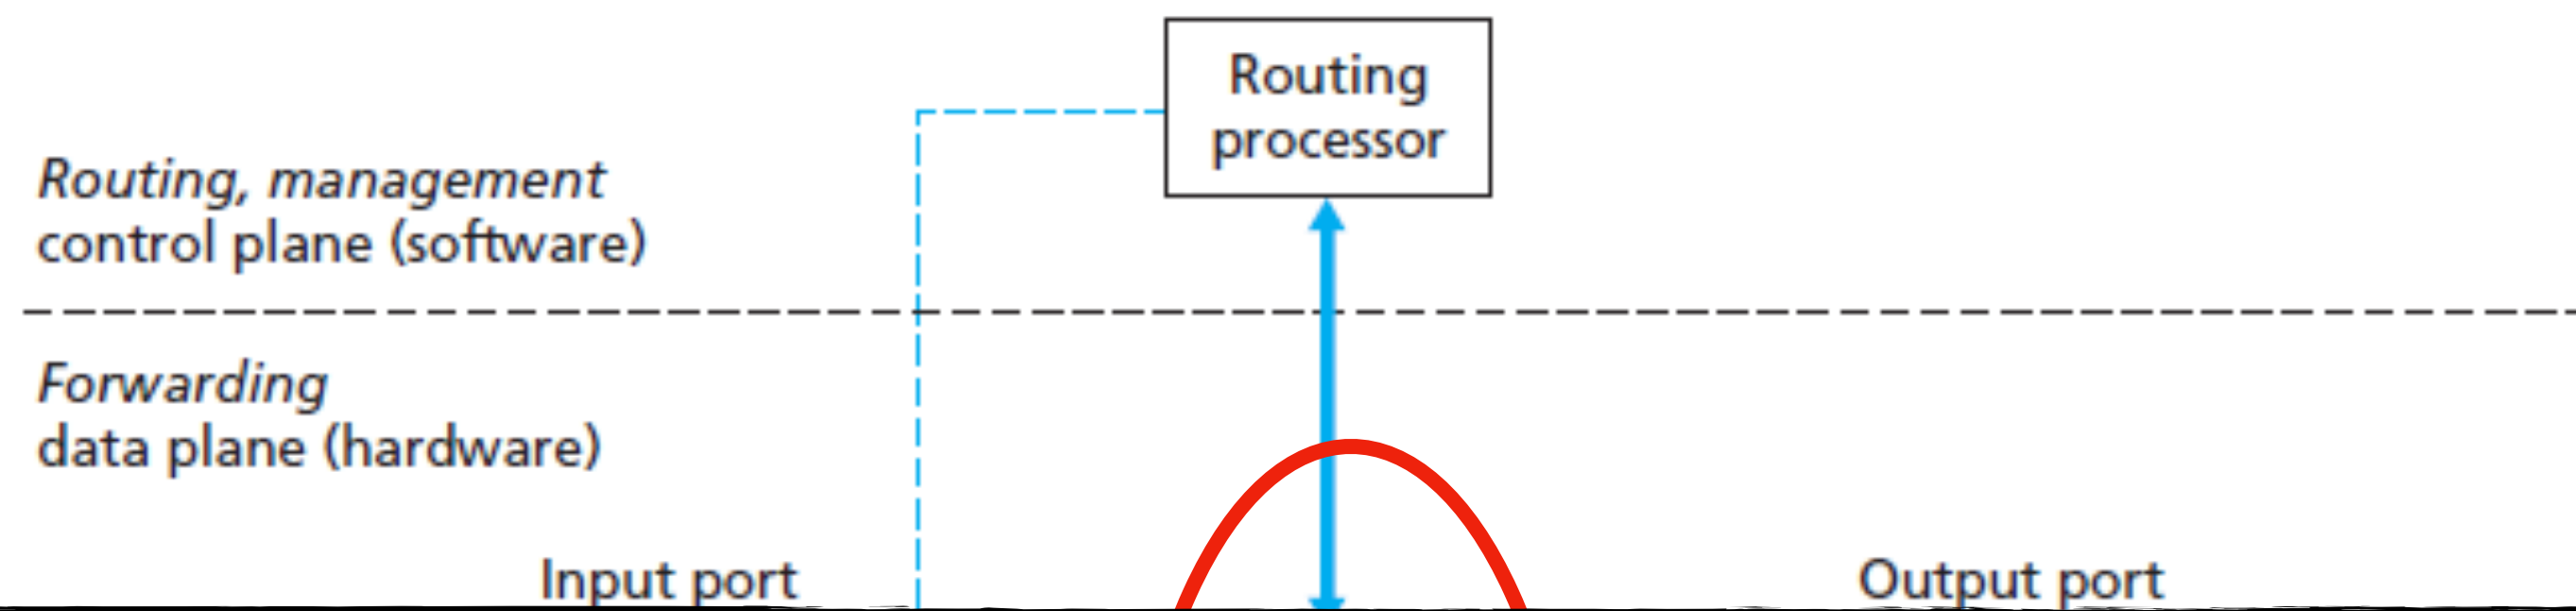 Routing
processor
Routing, management
control plane (software)
Forwarding
data plane (hardware)
Input port
Output port